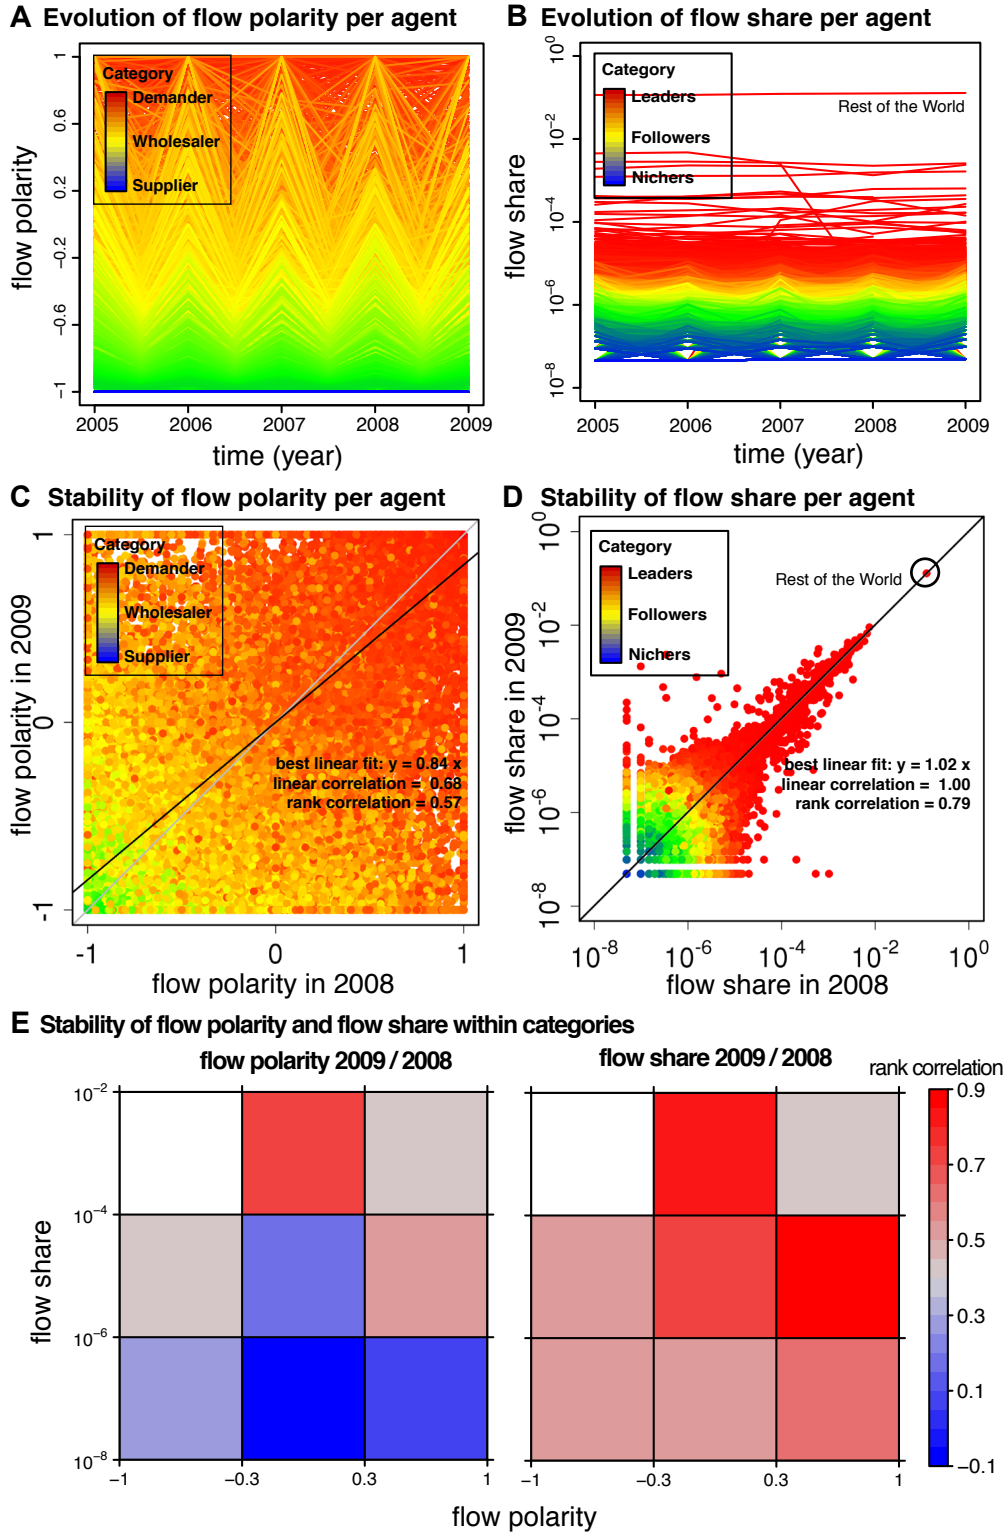 A Evolution of flow polarity per agent
1
0.6
0.2
−0.2
−0.6
−1
flow polarity
Category
Demander
Wholesaler
Supplier
2005 2006 2007 2008 2009
time (year)
B Evolution of flow share per agent
10⁰
10⁻²
10⁻⁴
10⁻⁶
10⁻⁸
flow share
Category
Leaders
Followers
Nichers
Rest of the World
2005 2006 2007 2008 2009
time (year)
C Stability of flow polarity per agent
1
0
-1
flow polarity in 2009
Category
Demander
Wholesaler
Supplier
best linear fit: y = 0.84 x
linear correlation = 0.68
rank correlation = 0.57
-1 0 1
flow polarity in 2008
D Stability of flow share per agent
10⁰
10⁻²
10⁻⁴
10⁻⁶
10⁻⁸
flow share in 2009
Category
Leaders
Followers
Nichers
Rest of the World
best linear fit: y = 1.02 x
linear correlation = 1.00
rank correlation = 0.79
10⁻⁸ 10⁻⁶ 10⁻⁴ 10⁻² 10⁰
flow share in 2008
E Stability of flow polarity and flow share within categories
flow polarity 2009 / 2008
flow share 2009 / 2008
rank correlation
10⁻²
10⁻⁴
10⁻⁶
10⁻⁸
flow share
−1 −0.3 0.3 1
−1 −0.3 0.3 1
0.9
0.7
0.5
0.3
0.1
−0.1
flow polarity